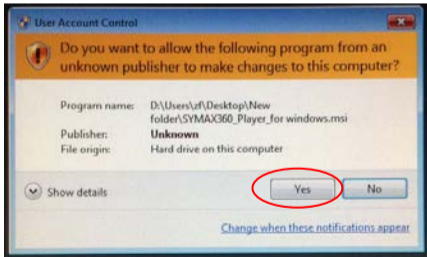 User Account Control
Do you want to allow the following program from an
unknown publisher to make changes to this computer?
Program name: D:\Users\zf\Desktop\New
folder\SYMAX360_Player_for windows.msi
Publisher: Unknown
File origin: Hard drive on this computer
Show details
Yes
No
Change when these notifications appear